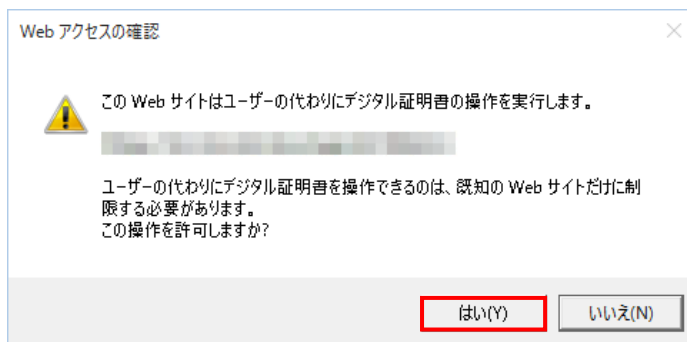 Web アクセスの確認
この Web サイトはユーザーの代わりにデジタル証明書の操作を実行します。
ユーザーの代わりにデジタル証明書を操作できるのは、既知の Web サイトだけに制
限する必要があります。
この操作を許可しますか?
はい(Y)
いいえ(N)